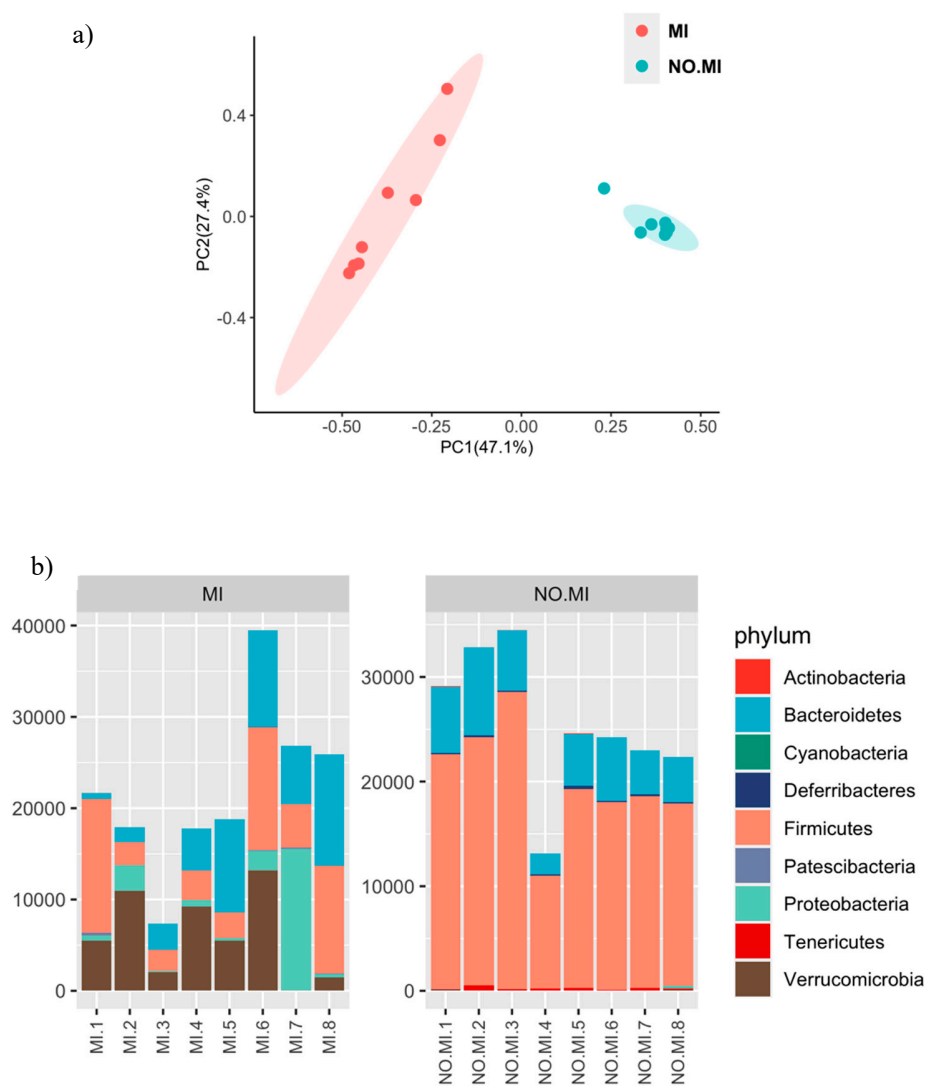 a)
MI
NO.MI
0.4
0.0
-0.4
PC2(27.4%)
-0.50 -0.25 0.00 0.25 0.50
PC1(47.1%)
b)
MI
40000
30000
20000
10000
0
MI.1 MI.2 MI.3 MI.4 MI.5 MI.6 MI.7 MI.8
NO.MI
30000
20000
10000
0
NO.MI.1 NO.MI.2 NO.MI.3 NO.MI.4 NO.MI.5 NO.MI.6 NO.MI.7 NO.MI.8
phylum
Actinobacteria
Bacteroidetes
Cyanobacteria
Deferribacteres
Firmicutes
Patescibacteria
Proteobacteria
Tenericutes
Verrucomicrobia